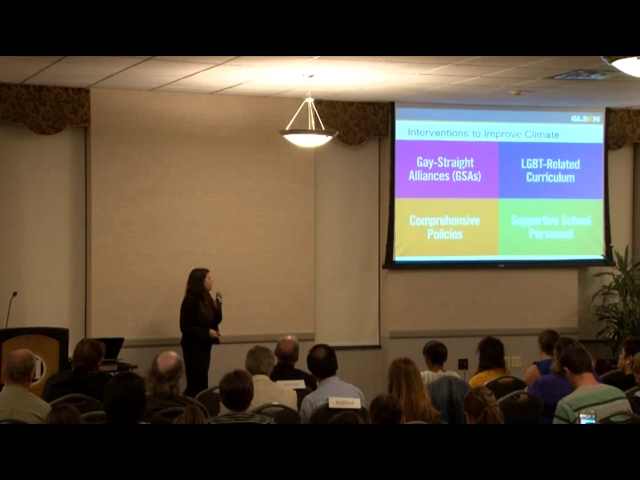 GLSEN
Interventions to Improve Climate
Gay-Straight
Alliances (GSAs)
LGBT-Related
Curriculum
Comprehensive
Policies
Supportive School
Personnel